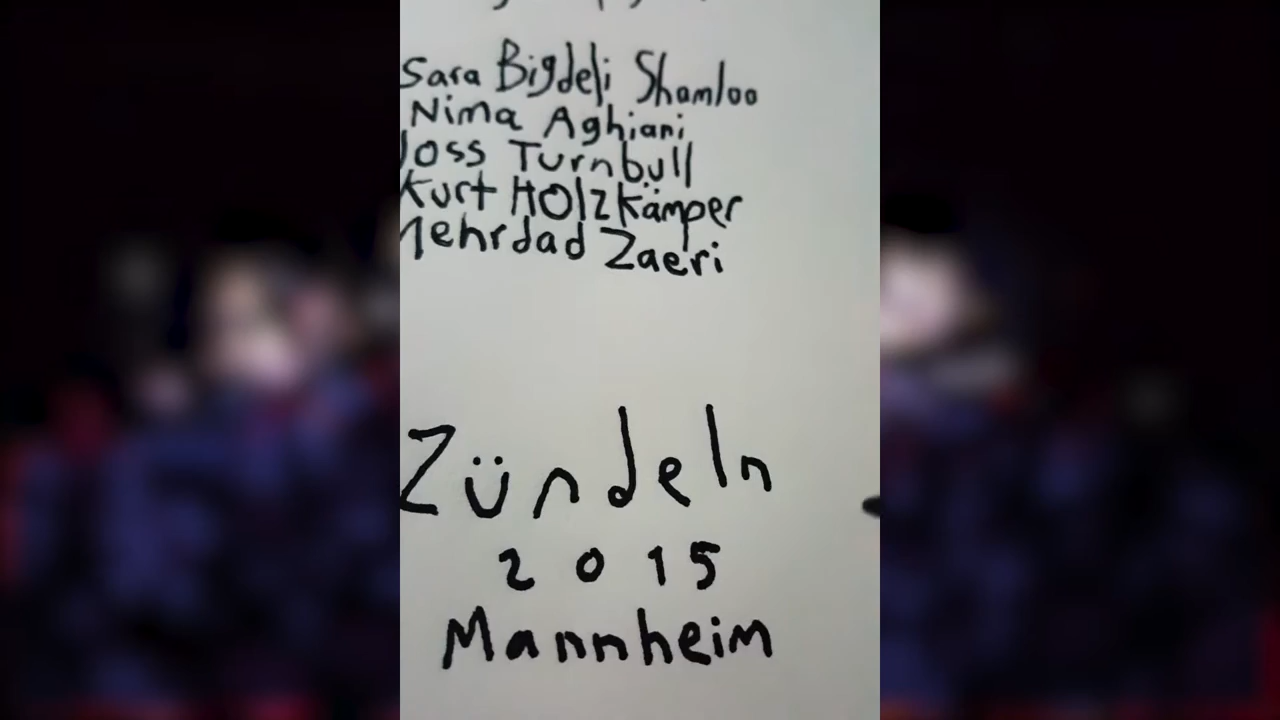 Sara Bigdeli Shamloo
Nima Aghiani
Joss Turnbull
Kurt HOlzkämper
Mehrdad Zaeri
Zündeln
2015
Mannheim